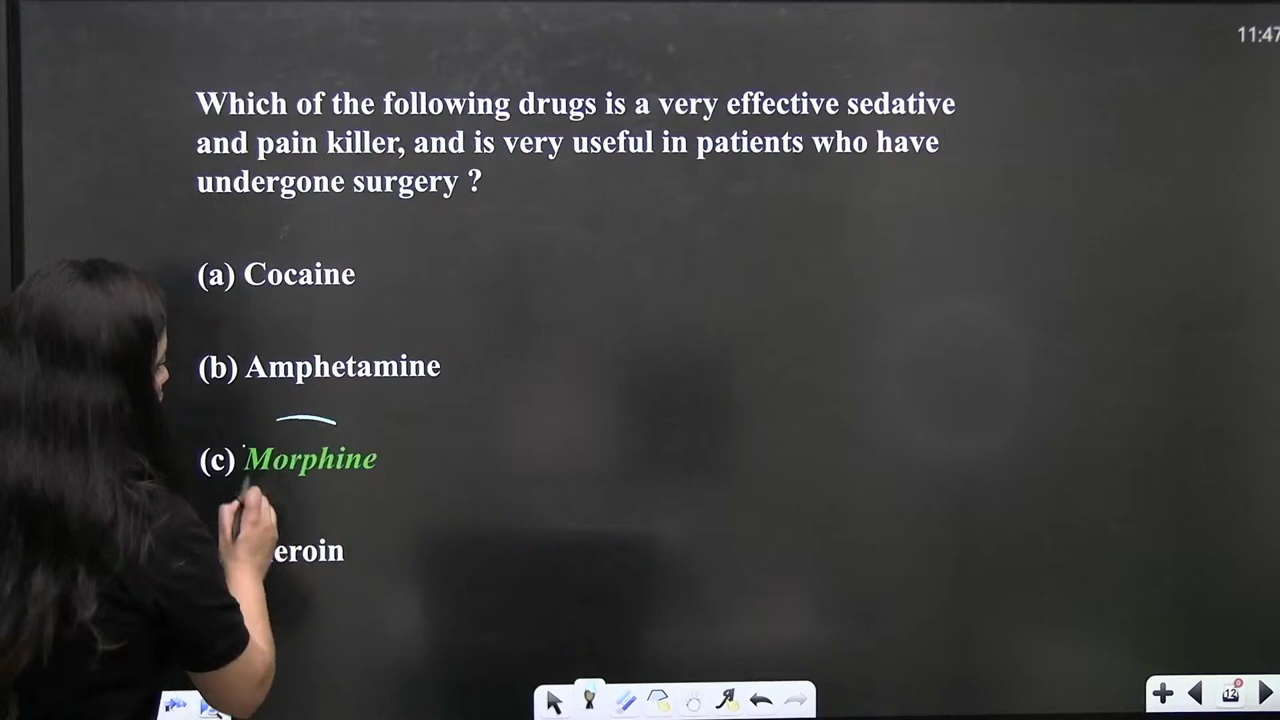 11:47
Which of the following drugs is a very effective sedative
and pain killer, and is very useful in patients who have
undergone surgery ?
(a) Cocaine
(b) Amphetamine
(c) Morphine
eroin
12